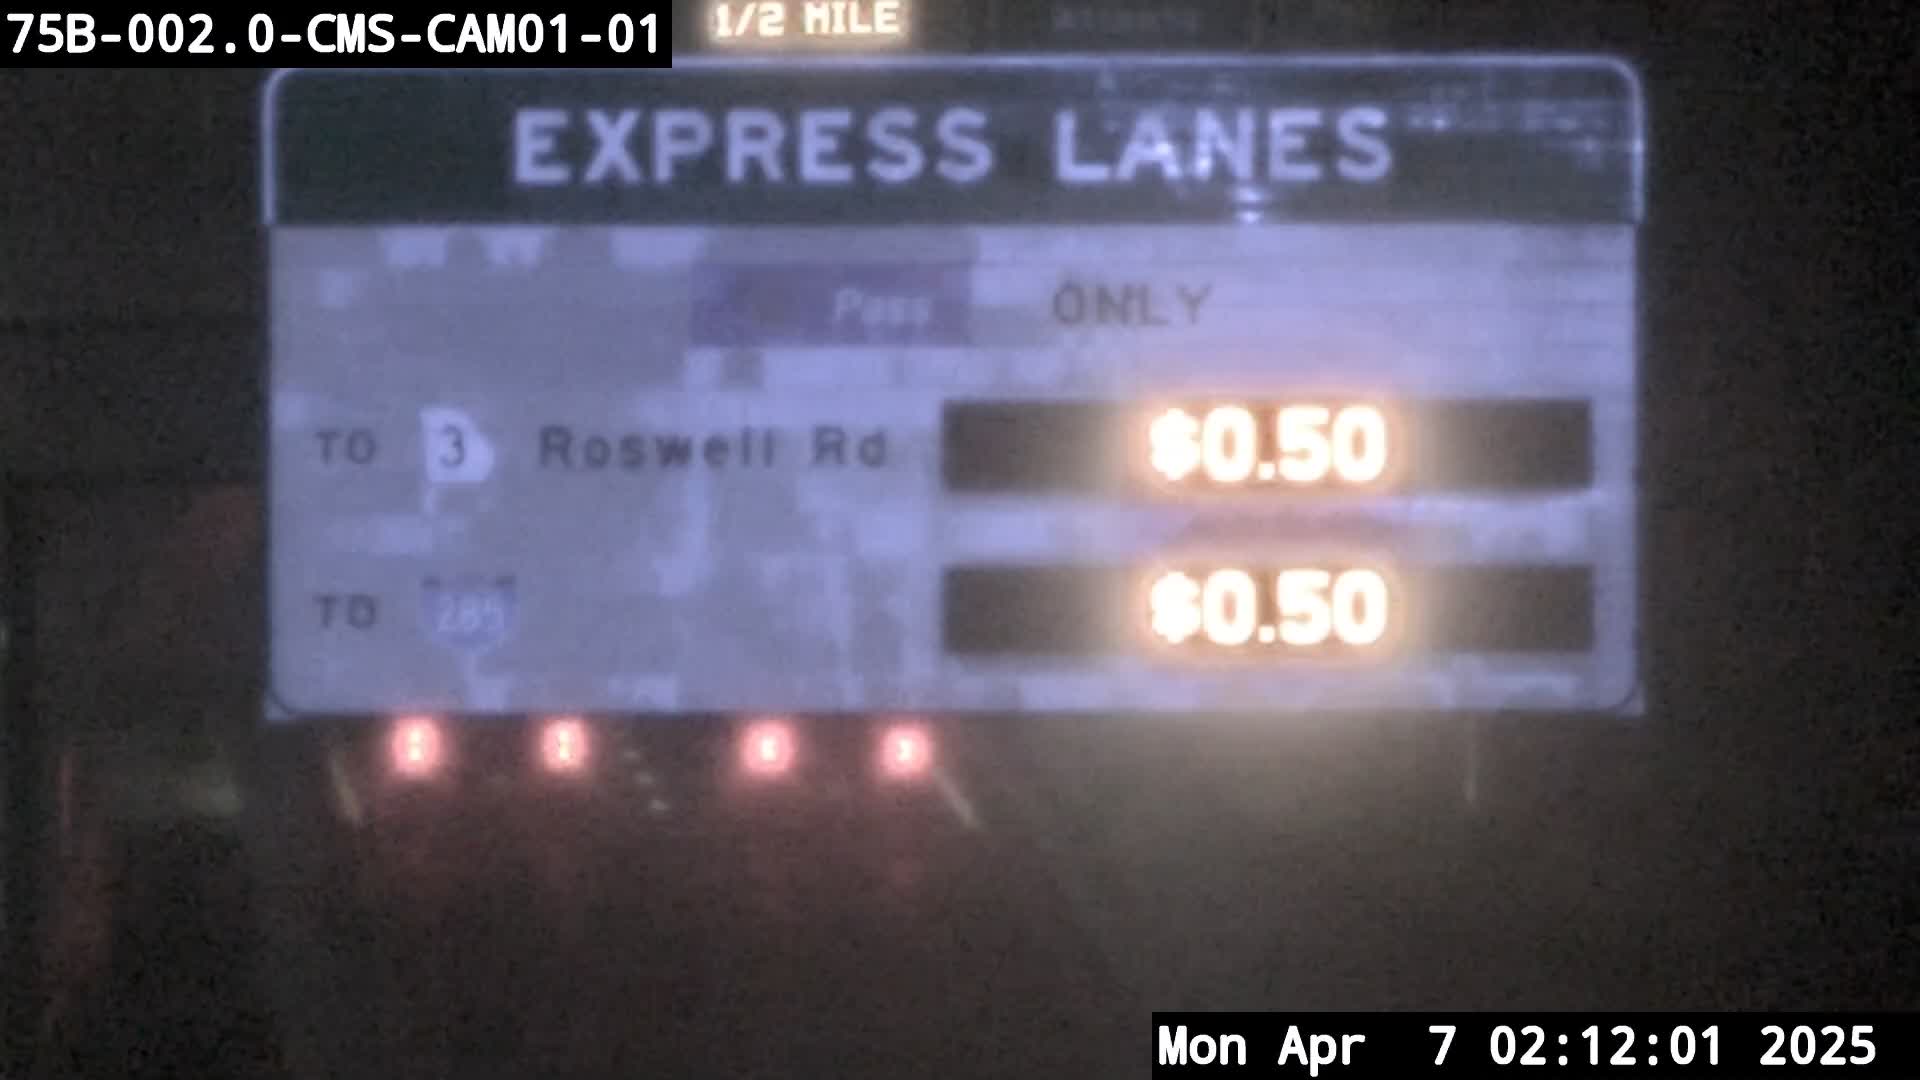 75B-002.0-CMS-CAM01-01
1/2 MILE
EXPRESS LANES
Pass ONLY
TO 3 Roswell Rd $0.50
TO 285 $0.50
Mon Apr 7 02:12:01 2025